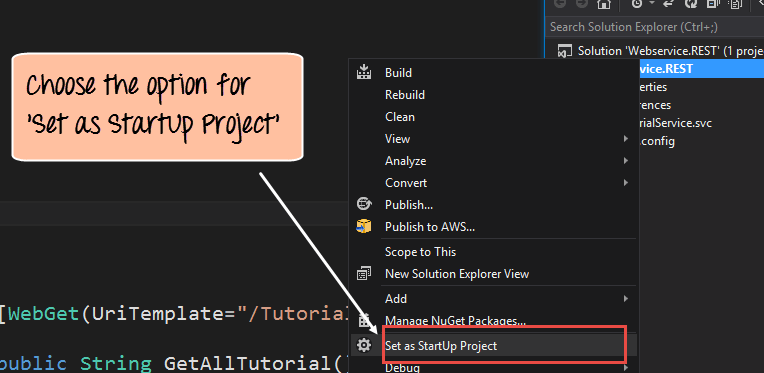 Search Solution Explorer (Ctrl+;)
Solution 'Webservice.REST' (1 proje
vice.REST
erties
rences
rialService.svc
.config
Choose the option for
'Set as StartUp Project'
Build
Rebuild
Clean
View
Analyze
Convert
Publish...
Publish to AWS...
Scope to This
New Solution Explorer View
Add
Manage NuGet Packages...
Set as StartUp Project
Debug
[WebGet(UriTemplate="/Tutorial
public String GetAllTutorial()